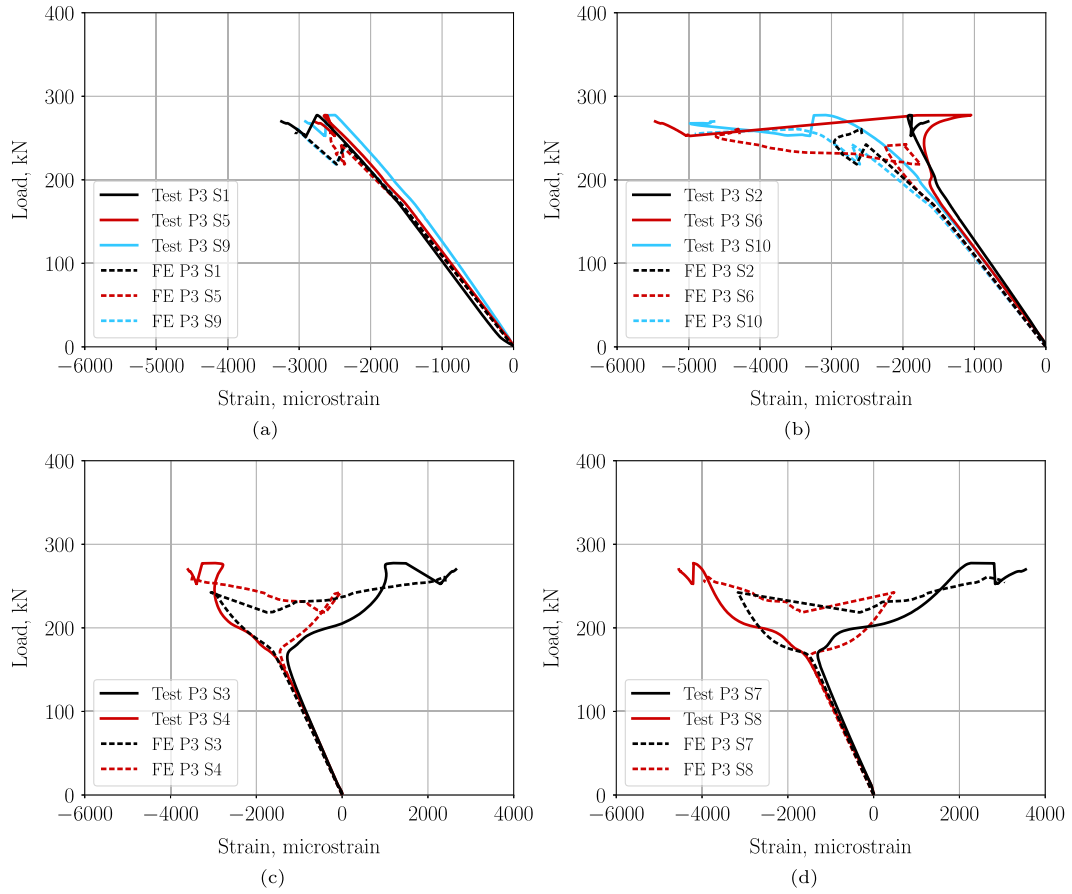 400
300
200
100
0
Load, kN
Test P3 S1
Test P3 S5
Test P3 S9
FE P3 S1
FE P3 S5
FE P3 S9
−6000 −5000 −4000 −3000 −2000 −1000 0
Strain, microstrain
(a)
400
300
200
100
0
Load, kN
Test P3 S2
Test P3 S6
Test P3 S10
FE P3 S2
FE P3 S6
FE P3 S10
−6000 −5000 −4000 −3000 −2000 −1000 0
Strain, microstrain
(b)
400
300
200
100
0
Load, kN
Test P3 S3
Test P3 S4
FE P3 S3
FE P3 S4
−6000 −4000 −2000 0 2000 4000
Strain, microstrain
(c)
400
300
200
100
0
Load, kN
Test P3 S7
Test P3 S8
FE P3 S7
FE P3 S8
−6000 −4000 −2000 0 2000 4000
Strain, microstrain
(d)